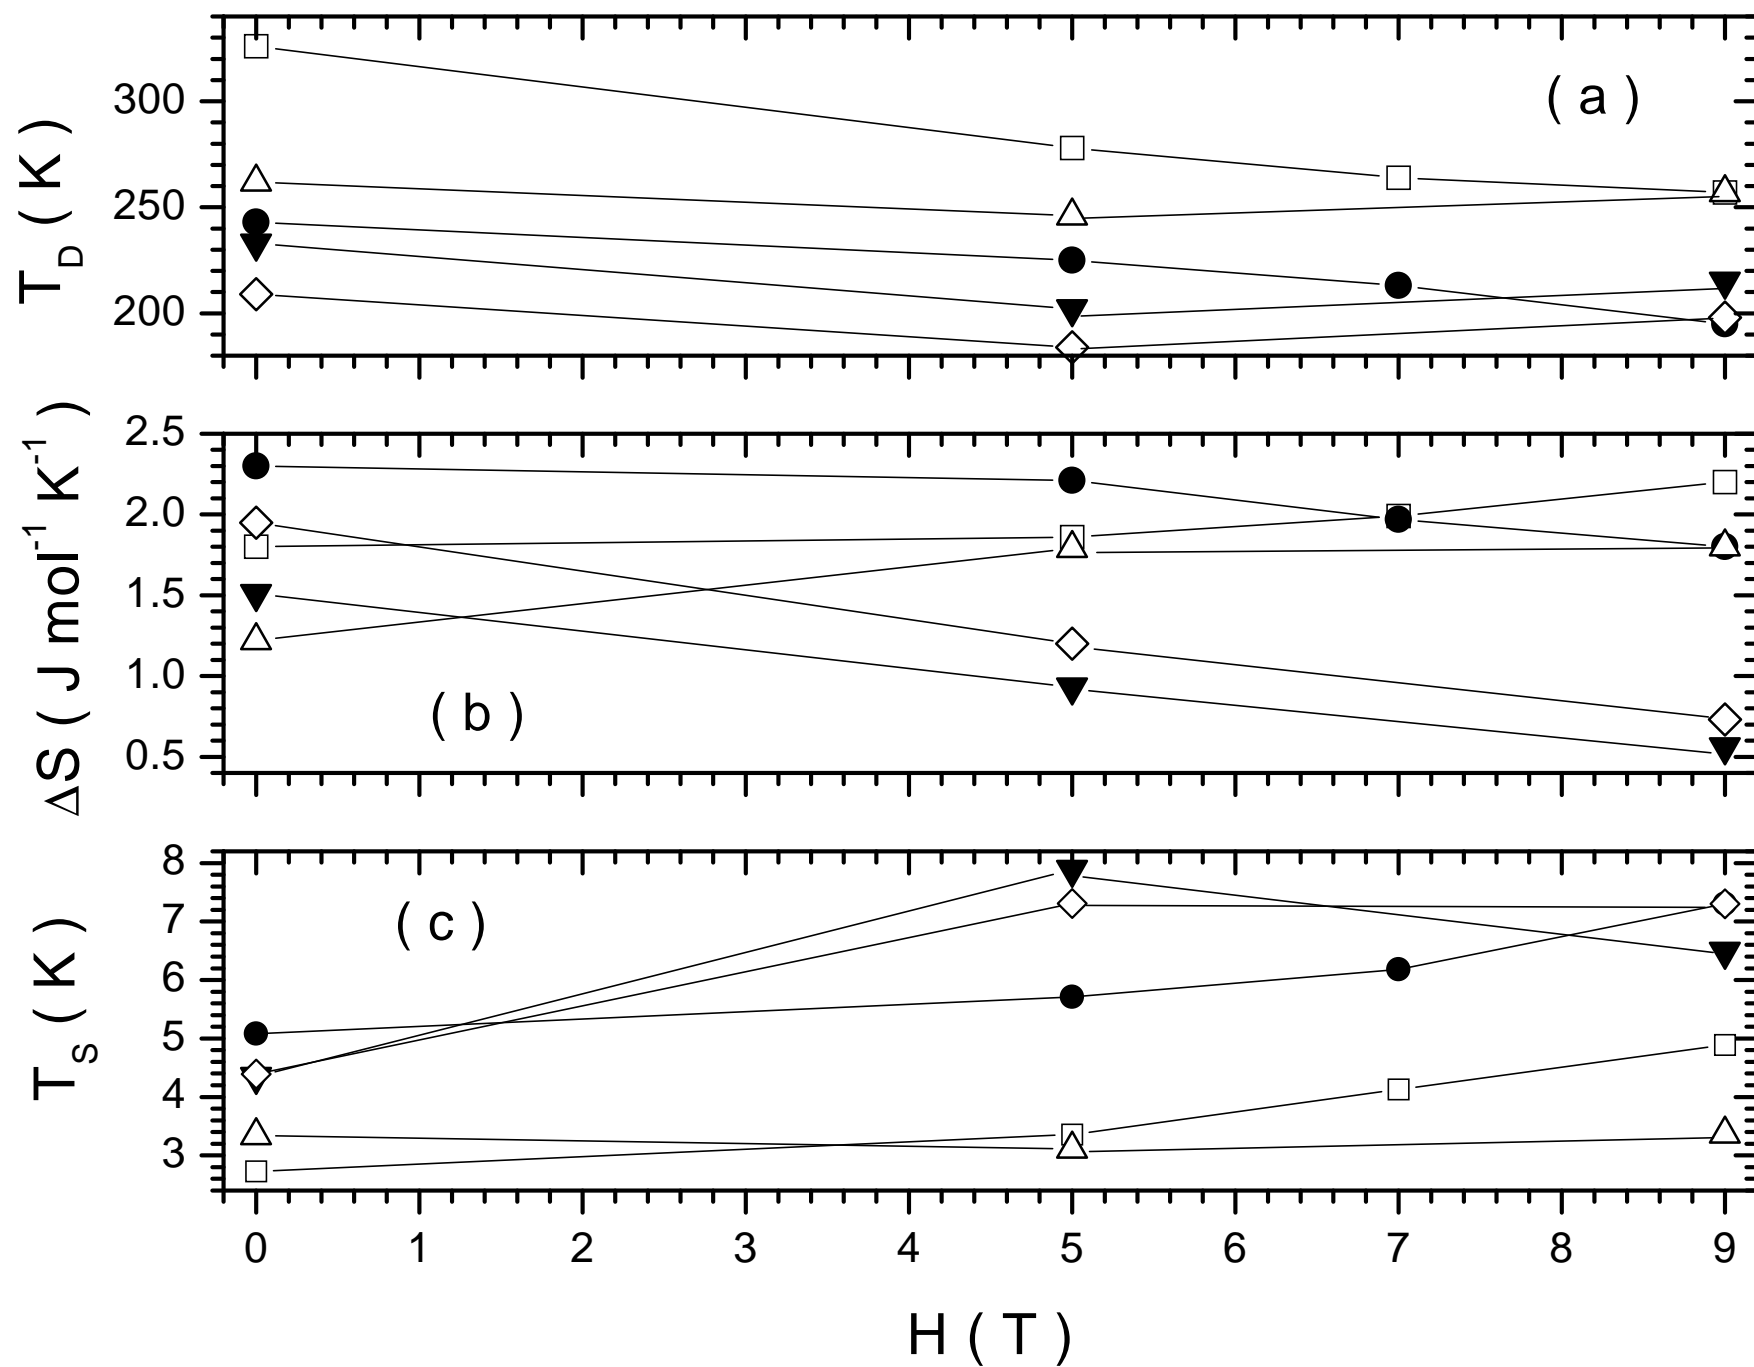 T_D ( K )
300
250
200
( a )
ΔS ( J mol^-1 K^-1 )
2.5
2.0
1.5
1.0
0.5
( b )
T_S ( K )
8
7
6
5
4
3
( c )
0 1 2 3 4 5 6 7 8 9
H ( T )